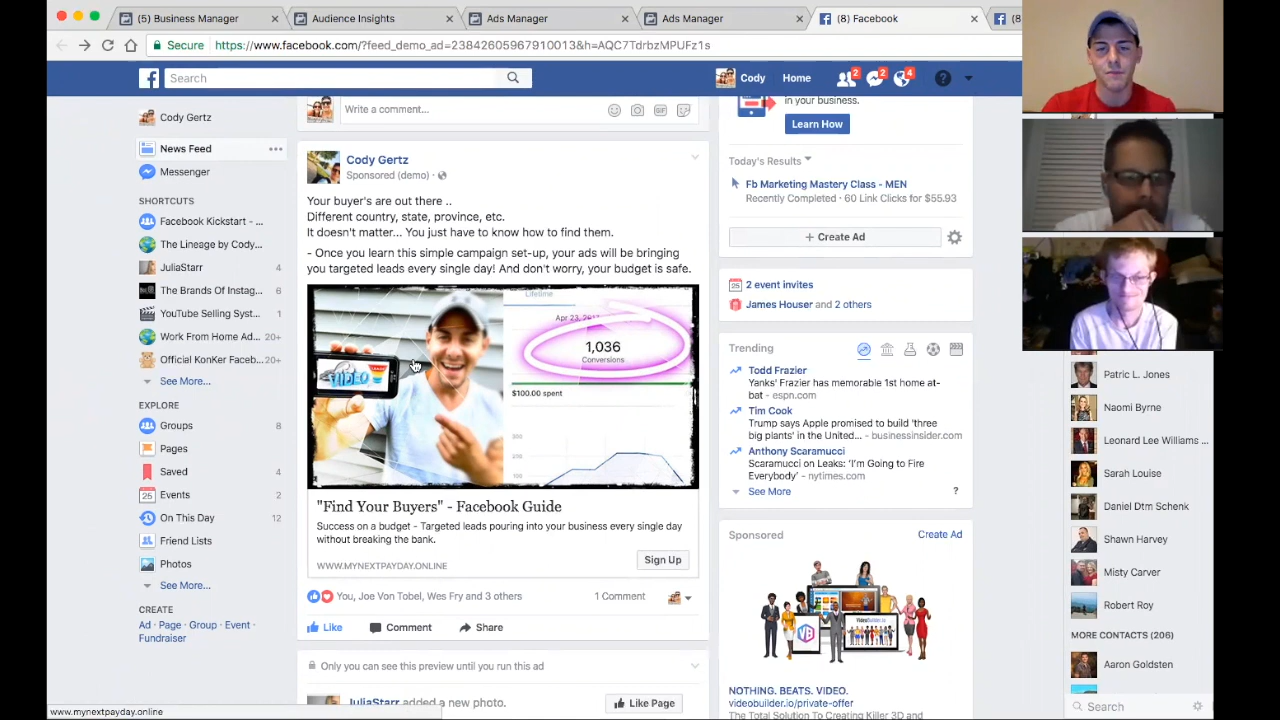 (5) Business Manager
Audience Insights
Ads Manager
Ads Manager
(8) Facebook
(8
Secure
https://www.facebook.com/?feed_demo_ad=23842605967910013&h=AQC7TdrbzMPUFz1s
Search
Cody
Home
2
2
4
Cody Gertz
News Feed
Messenger
SHORTCUTS
Facebook Kickstart - ...
The Lineage by Cody...
JuliaStarr 4
The Brands Of Instag...
YouTube Selling Syst... 1
Work From Home Ad... 20+
Official KonKer Faceb... 20+
See More...
EXPLORE
Groups 8
Pages
Saved 4
Events 2
On This Day 12
Friend Lists
Photos
See More...
CREATE
Ad · Page · Group · Event ·
Fundraiser
www.mynextpayday.online
Write a comment...
Cody Gertz
Sponsored (demo) ·
Your buyer's are out there ..
Different country, state, province, etc.
It doesn't matter... You just have to know how to find them.
- Once you learn this simple campaign set-up, your ads will be bringing
you targeted leads every single day! And don't worry, your budget is safe.
VIDEO
Lifetime
1,036
Conversions
$100.00 spent
"Find Your Buyers" - Facebook Guide
Success on a budget - Targeted leads pouring into your business every single day
without breaking the bank.
WWW.MYNEXTPAYDAY.ONLINE
Sign Up
You, Joe Von Tobel, Wes Fry and 3 others
1 Comment
Like
Comment
Share
Only you can see this preview until you run this ad
JuliaStarr added a new photo.
Like Page
in your business.
Learn How
Today's Results
Fb Marketing Mastery Class - MEN
Recently Completed · 60 Link Clicks for $55.93
+ Create Ad
2 event invites
James Houser and 2 others
Trending
Todd Frazier
Yanks' Frazier has memorable 1st home at-
bat - espn.com
Tim Cook
Trump says Apple promised to build 'three
big plants' in the United... - businessinsider.com
Anthony Scaramucci
Scaramucci on Leaks: 'I'm Going to Fire
Everybody' - nytimes.com
See More
?
Sponsored
Create Ad
NOTHING. BEATS. VIDEO.
videobuilder.io/private-offer
The Total Solution To Creating Killer 3D and
Patric L. Jones
Naomi Byrne
Leonard Lee Williams ...
Sarah Louise
Daniel Dtm Schenk
Shawn Harvey
Misty Carver
Robert Roy
MORE CONTACTS (206)
Aaron Goldsten
Search